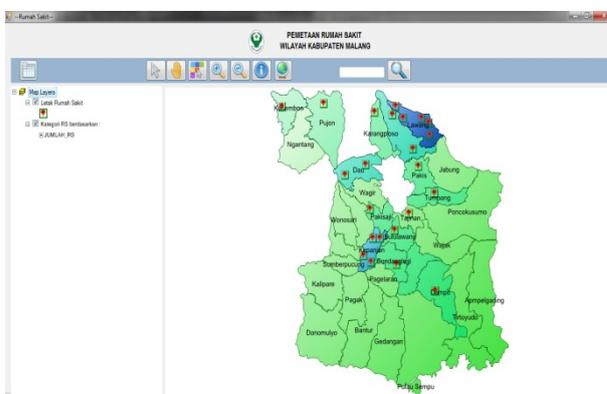 --Rumah Sakit--
PEMETAAN RUMAH SAKIT
WILAYAH KABUPATEN MALANG
Map Layers
Letak Rumah Sakit
Kategori RS berdasarkan :
JUMLAH_RS
Pujon
Lawang
Karangploso
Ngantang
Dau
Pakis
Jabung
Wagir
Tumpang
Poncokusumo
Wonosari
Pakisaji
Tajinan
Bululawang
Wajak
Kepanjen
Sumberpucung
Gondanglegi
Pagelaran
Kalipare
Pagak
Dampit
Tirtoyudo
Donomulyo
Bantur
Gedangan
Pulau Sempu